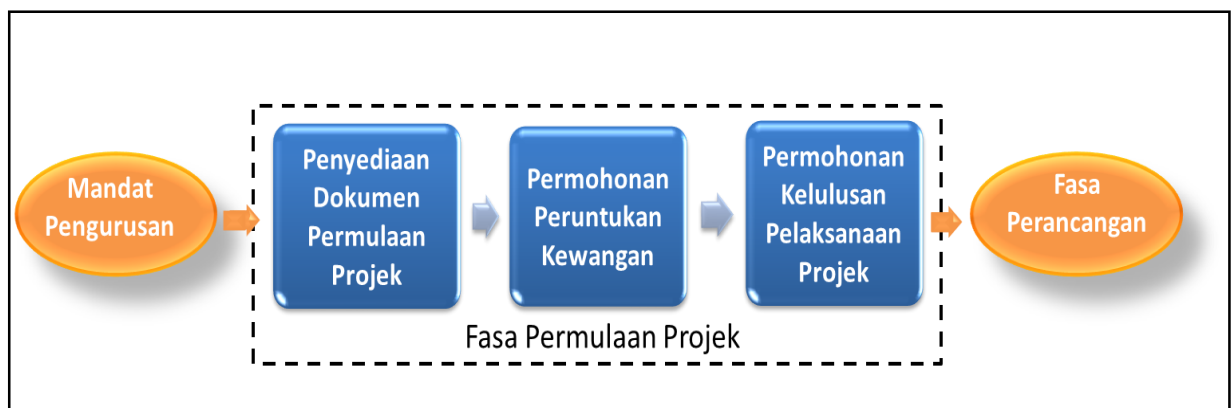 Mandat
Pengurusan
Penyediaan
Dokumen
Permulaan
Projek
Permohonan
Peruntukan
Kewangan
Permohonan
Kelulusan
Pelaksanaan
Projek
Fasa
Perancangan
Fasa Permulaan Projek